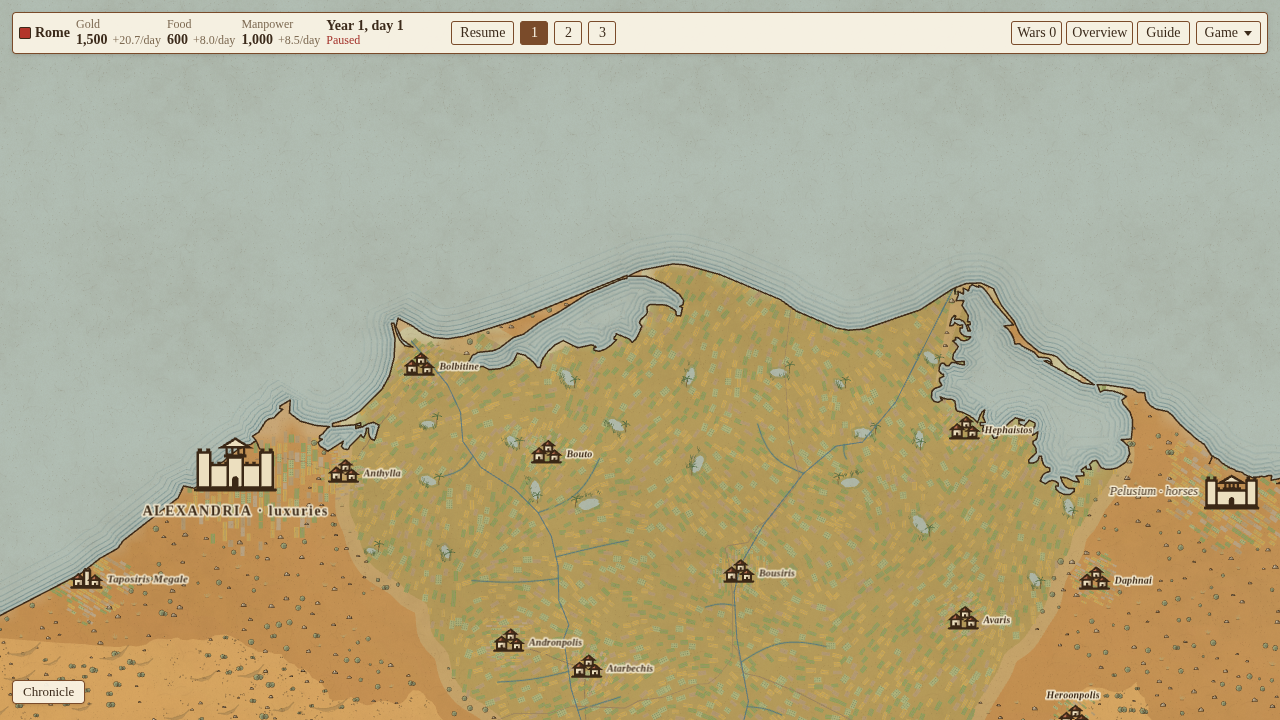 Rome
Gold
1,500 +20.7/day
Food
600 +8.0/day
Manpower
1,000 +8.5/day
Year 1, day 1
Paused
Resume
1
2
3
Wars 0
Overview
Guide
Game
Bolbitine
Hephaistos
Bouto
Anthylla
Pelusium · horses
ALEXANDRIA · luxuries
Taposiris Megale
Bousiris
Daphnai
Avaris
Andronpolis
Atarbechis
Heroonpolis
Chronicle